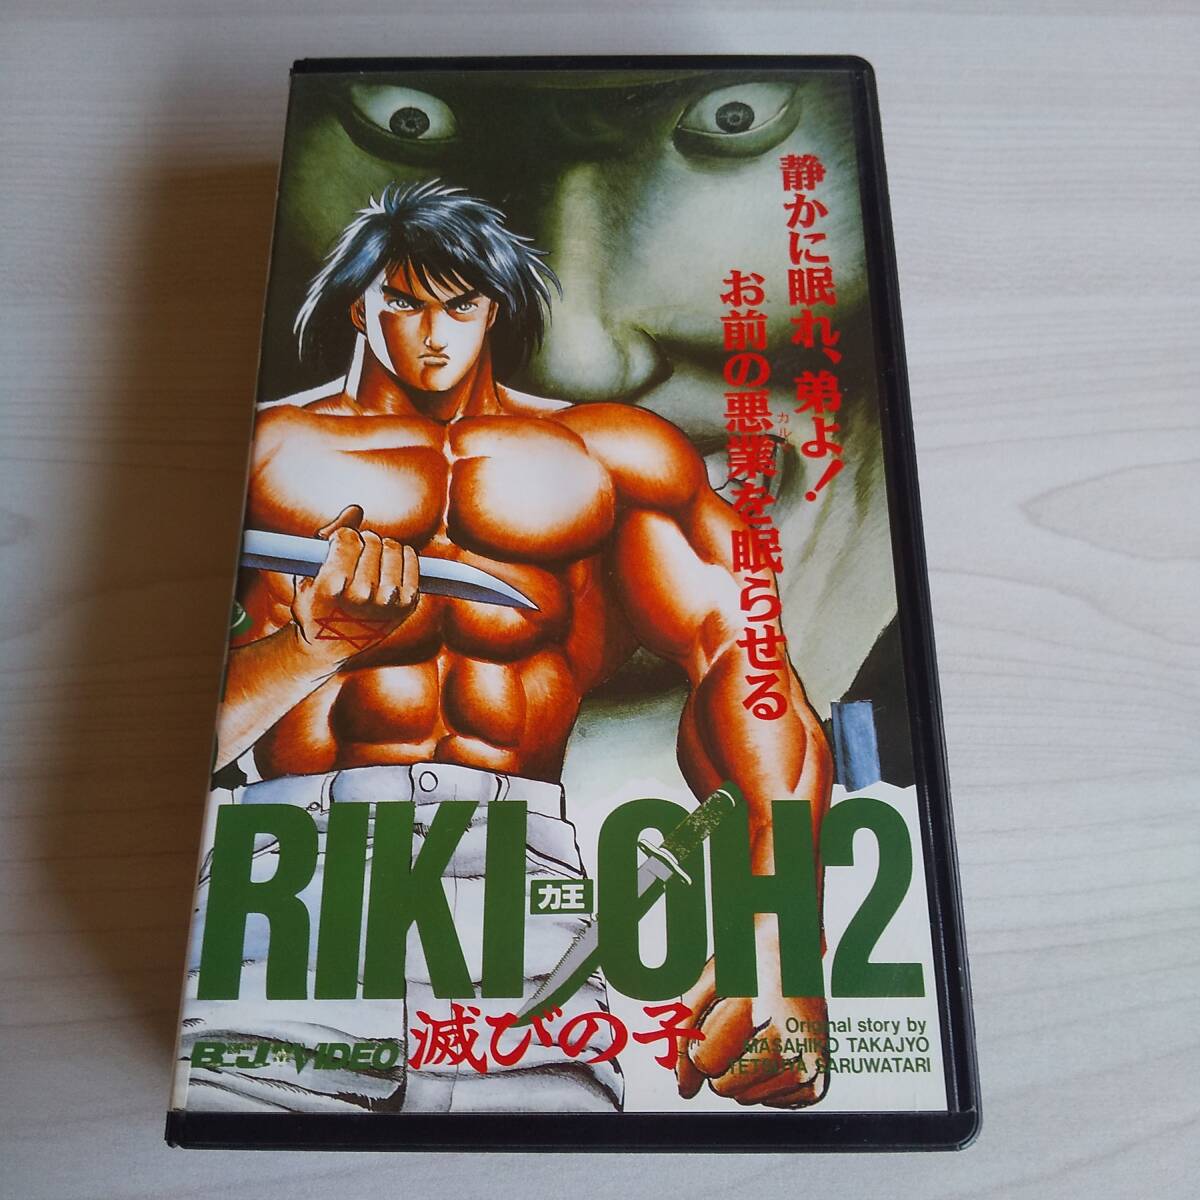 静かに眠れ、弟よ!
お前の悪業を眠らせる
カルマ
RIKI-OH2
力王
滅びの子
VIDEO
Original story by
MASAHIKO TAKAJYO
TETSUYA SARUWATARI